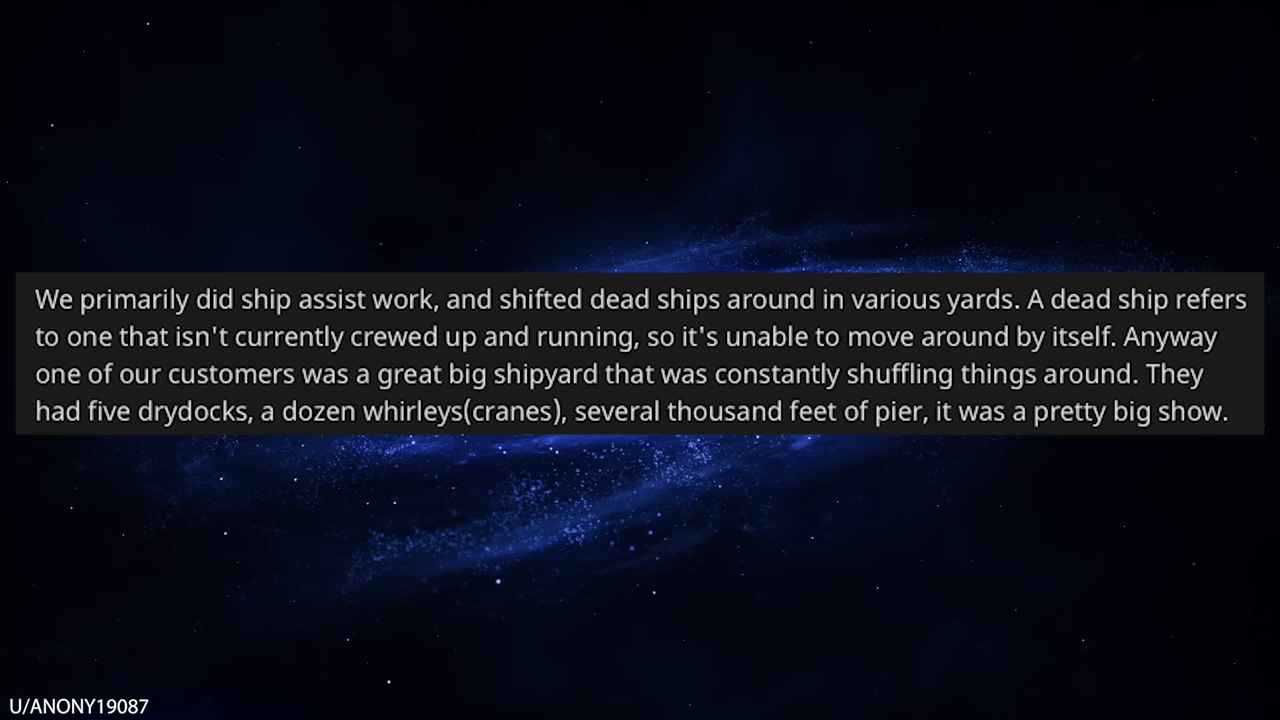 We primarily did ship assist work, and shifted dead ships around in various yards. A dead ship refers
to one that isn't currently crewed up and running, so it's unable to move around by itself. Anyway
one of our customers was a great big shipyard that was constantly shuffling things around. They
had five drydocks, a dozen whirleys(cranes), several thousand feet of pier, it was a pretty big show.
U/ANONY19087